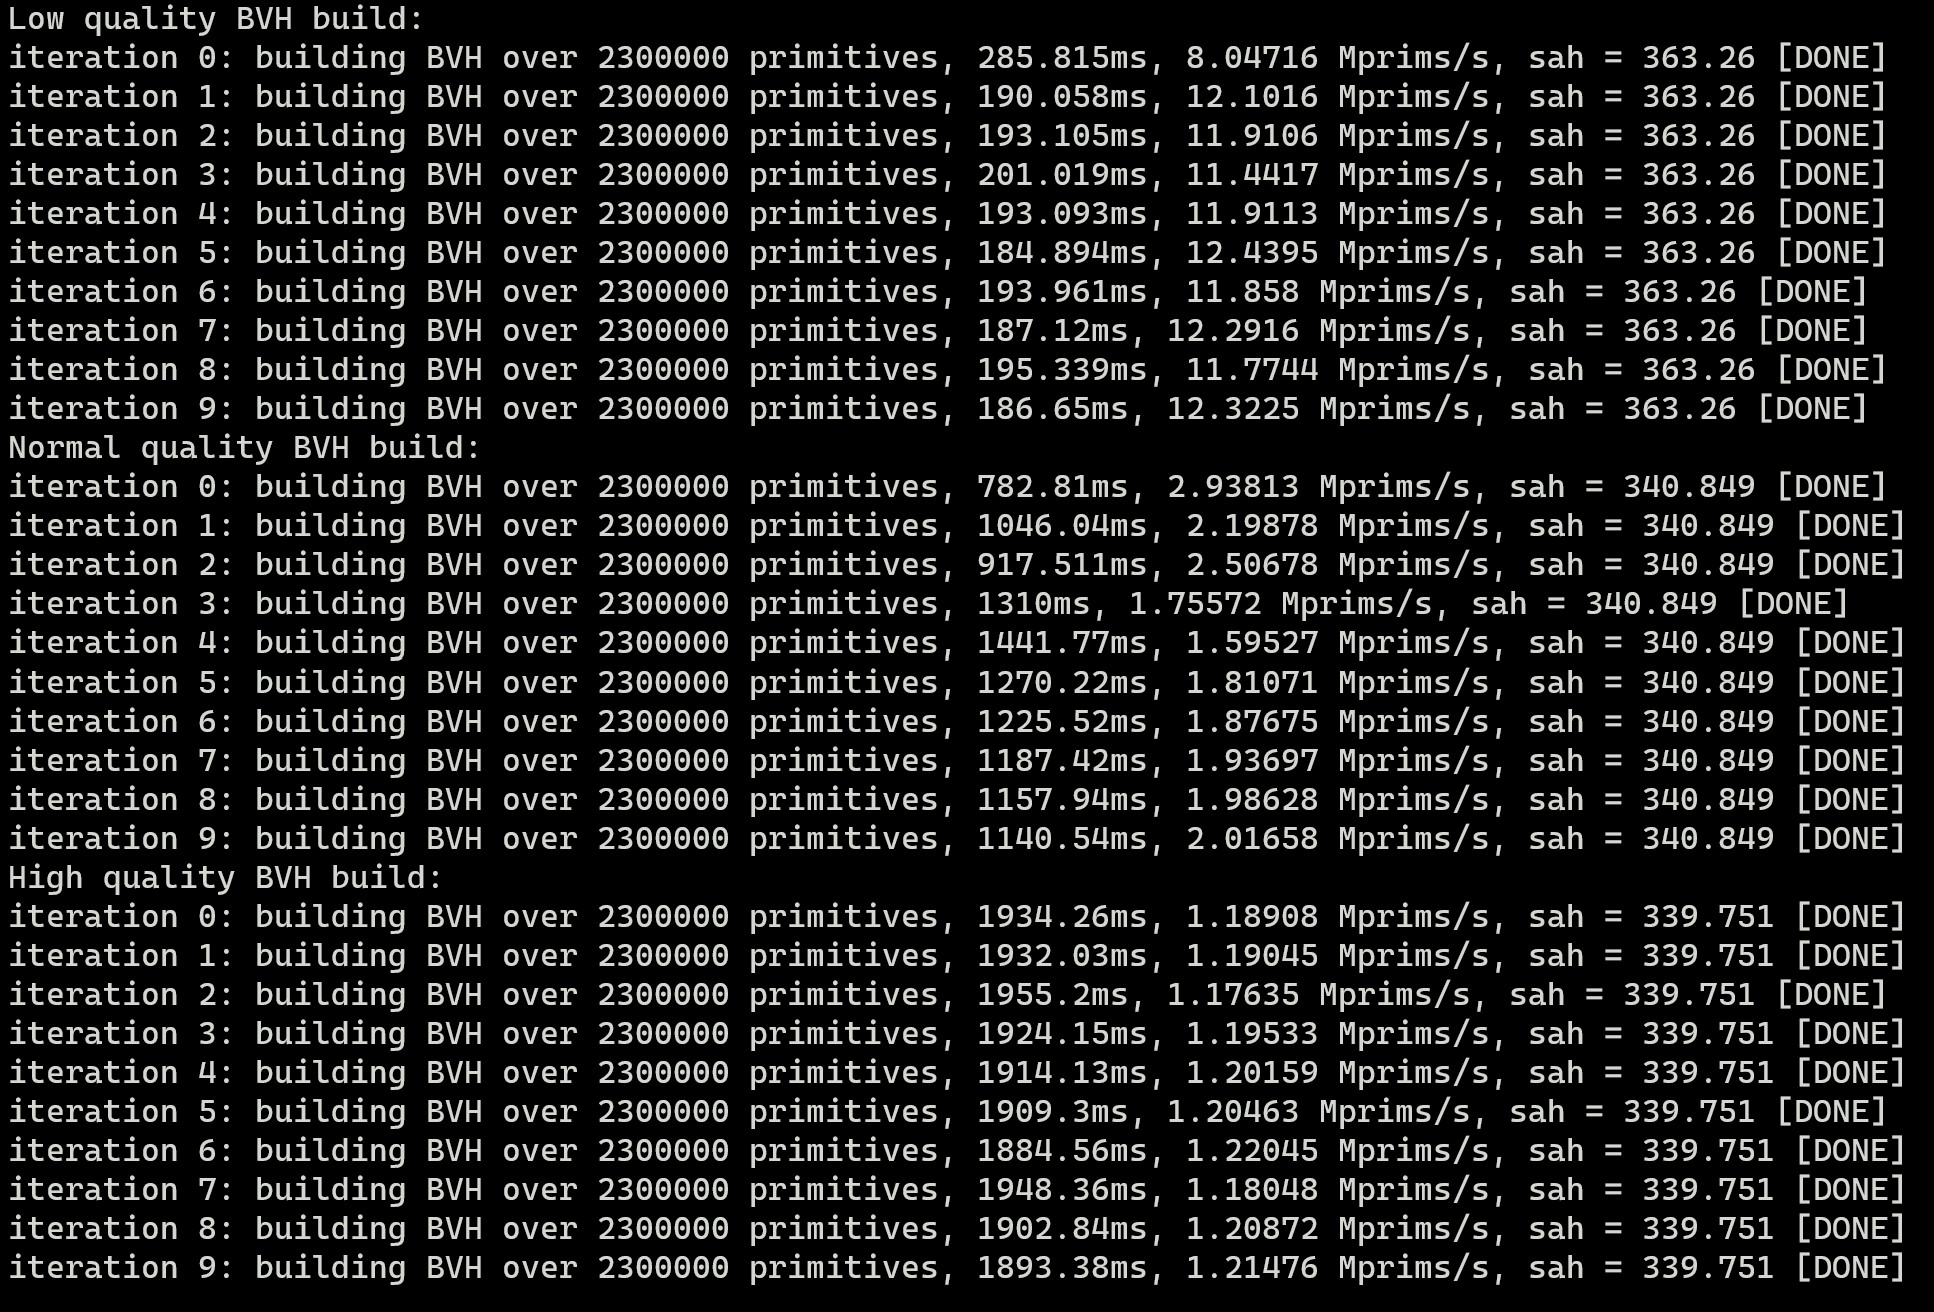 Low quality BVH build:
iteration 0: building BVH over 2300000 primitives, 285.815ms, 8.04716 Mprims/s, sah = 363.26 [DONE]
iteration 1: building BVH over 2300000 primitives, 190.058ms, 12.1016 Mprims/s, sah = 363.26 [DONE]
iteration 2: building BVH over 2300000 primitives, 193.105ms, 11.9106 Mprims/s, sah = 363.26 [DONE]
iteration 3: building BVH over 2300000 primitives, 201.019ms, 11.4417 Mprims/s, sah = 363.26 [DONE]
iteration 4: building BVH over 2300000 primitives, 193.093ms, 11.9113 Mprims/s, sah = 363.26 [DONE]
iteration 5: building BVH over 2300000 primitives, 184.894ms, 12.4395 Mprims/s, sah = 363.26 [DONE]
iteration 6: building BVH over 2300000 primitives, 193.961ms, 11.858 Mprims/s, sah = 363.26 [DONE]
iteration 7: building BVH over 2300000 primitives, 187.12ms, 12.2916 Mprims/s, sah = 363.26 [DONE]
iteration 8: building BVH over 2300000 primitives, 195.339ms, 11.7744 Mprims/s, sah = 363.26 [DONE]
iteration 9: building BVH over 2300000 primitives, 186.65ms, 12.3225 Mprims/s, sah = 363.26 [DONE]
Normal quality BVH build:
iteration 0: building BVH over 2300000 primitives, 782.81ms, 2.93813 Mprims/s, sah = 340.849 [DONE]
iteration 1: building BVH over 2300000 primitives, 1046.04ms, 2.19878 Mprims/s, sah = 340.849 [DONE]
iteration 2: building BVH over 2300000 primitives, 917.511ms, 2.50678 Mprims/s, sah = 340.849 [DONE]
iteration 3: building BVH over 2300000 primitives, 1310ms, 1.75572 Mprims/s, sah = 340.849 [DONE]
iteration 4: building BVH over 2300000 primitives, 1441.77ms, 1.59527 Mprims/s, sah = 340.849 [DONE]
iteration 5: building BVH over 2300000 primitives, 1270.22ms, 1.81071 Mprims/s, sah = 340.849 [DONE]
iteration 6: building BVH over 2300000 primitives, 1225.52ms, 1.87675 Mprims/s, sah = 340.849 [DONE]
iteration 7: building BVH over 2300000 primitives, 1187.42ms, 1.93697 Mprims/s, sah = 340.849 [DONE]
iteration 8: building BVH over 2300000 primitives, 1157.94ms, 1.98628 Mprims/s, sah = 340.849 [DONE]
iteration 9: building BVH over 2300000 primitives, 1140.54ms, 2.01658 Mprims/s, sah = 340.849 [DONE]
High quality BVH build:
iteration 0: building BVH over 2300000 primitives, 1934.26ms, 1.18908 Mprims/s, sah = 339.751 [DONE]
iteration 1: building BVH over 2300000 primitives, 1932.03ms, 1.19045 Mprims/s, sah = 339.751 [DONE]
iteration 2: building BVH over 2300000 primitives, 1955.2ms, 1.17635 Mprims/s, sah = 339.751 [DONE]
iteration 3: building BVH over 2300000 primitives, 1924.15ms, 1.19533 Mprims/s, sah = 339.751 [DONE]
iteration 4: building BVH over 2300000 primitives, 1914.13ms, 1.20159 Mprims/s, sah = 339.751 [DONE]
iteration 5: building BVH over 2300000 primitives, 1909.3ms, 1.20463 Mprims/s, sah = 339.751 [DONE]
iteration 6: building BVH over 2300000 primitives, 1884.56ms, 1.22045 Mprims/s, sah = 339.751 [DONE]
iteration 7: building BVH over 2300000 primitives, 1948.36ms, 1.18048 Mprims/s, sah = 339.751 [DONE]
iteration 8: building BVH over 2300000 primitives, 1902.84ms, 1.20872 Mprims/s, sah = 339.751 [DONE]
iteration 9: building BVH over 2300000 primitives, 1893.38ms, 1.21476 Mprims/s, sah = 339.751 [DONE]